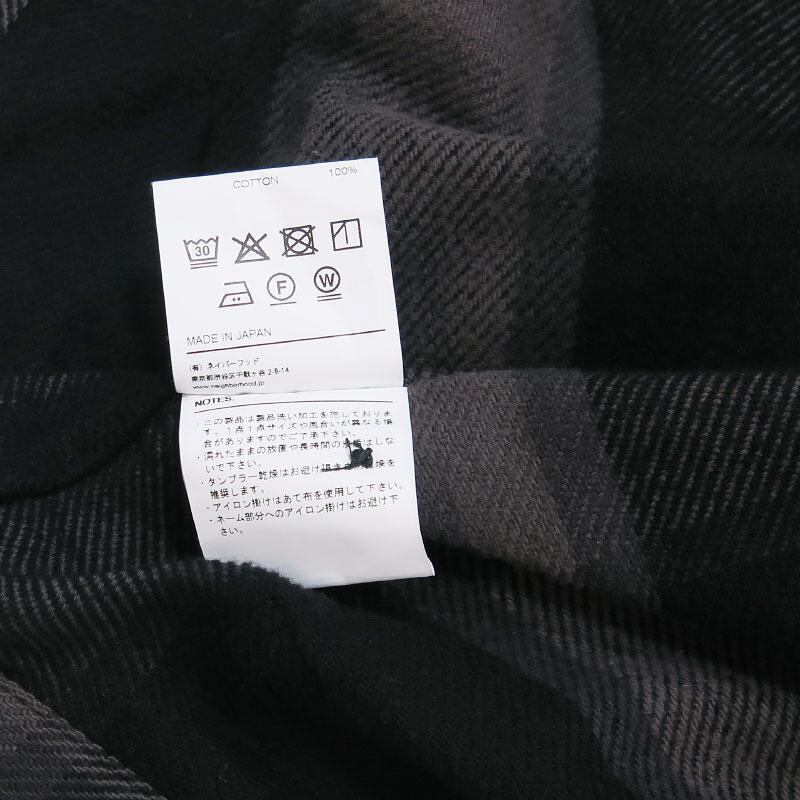 COTTON 100%
30
F W
MADE IN JAPAN
(有) ネイバーフッド
東京都渋谷区千駄ヶ谷 2-8-14
www.neighborhood.jp
NOTES.
・この製品は製品洗い加工を施しておりま
す。1点1点サイズや風合いが異なる場
合がありますのでご了承下さい。
・濡れたままの放置や長時間の はしな
いで下さい。
・タンブラー乾燥はお避け 乾燥を
推奨します。
・アイロン掛けはあて布を使用して下さい。
・ネーム部分へのアイロン掛けはお避け下
さい。